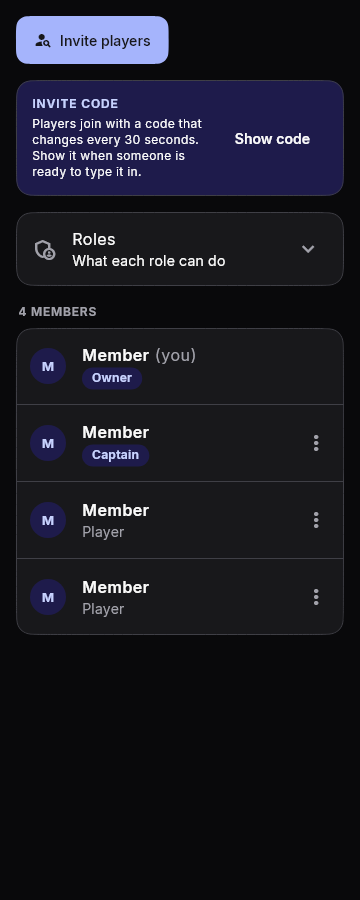 Invite players
INVITE CODE
Players join with a code that
changes every 30 seconds.
Show it when someone is
ready to type it in.
Show code
Roles
What each role can do
4 MEMBERS
M
Member (you)
Owner
M
Member
Captain
M
Member
Player
M
Member
Player